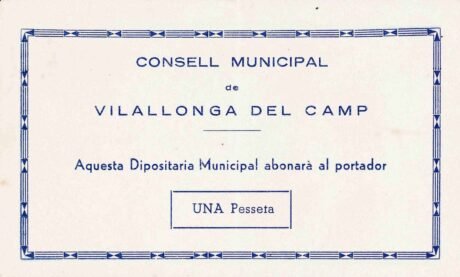 CONSELL MUNICIPAL
de
VILALLONGA DEL CAMP
Aquesta Dipositaria Municipal abonarà al portador
UNA Pesseta